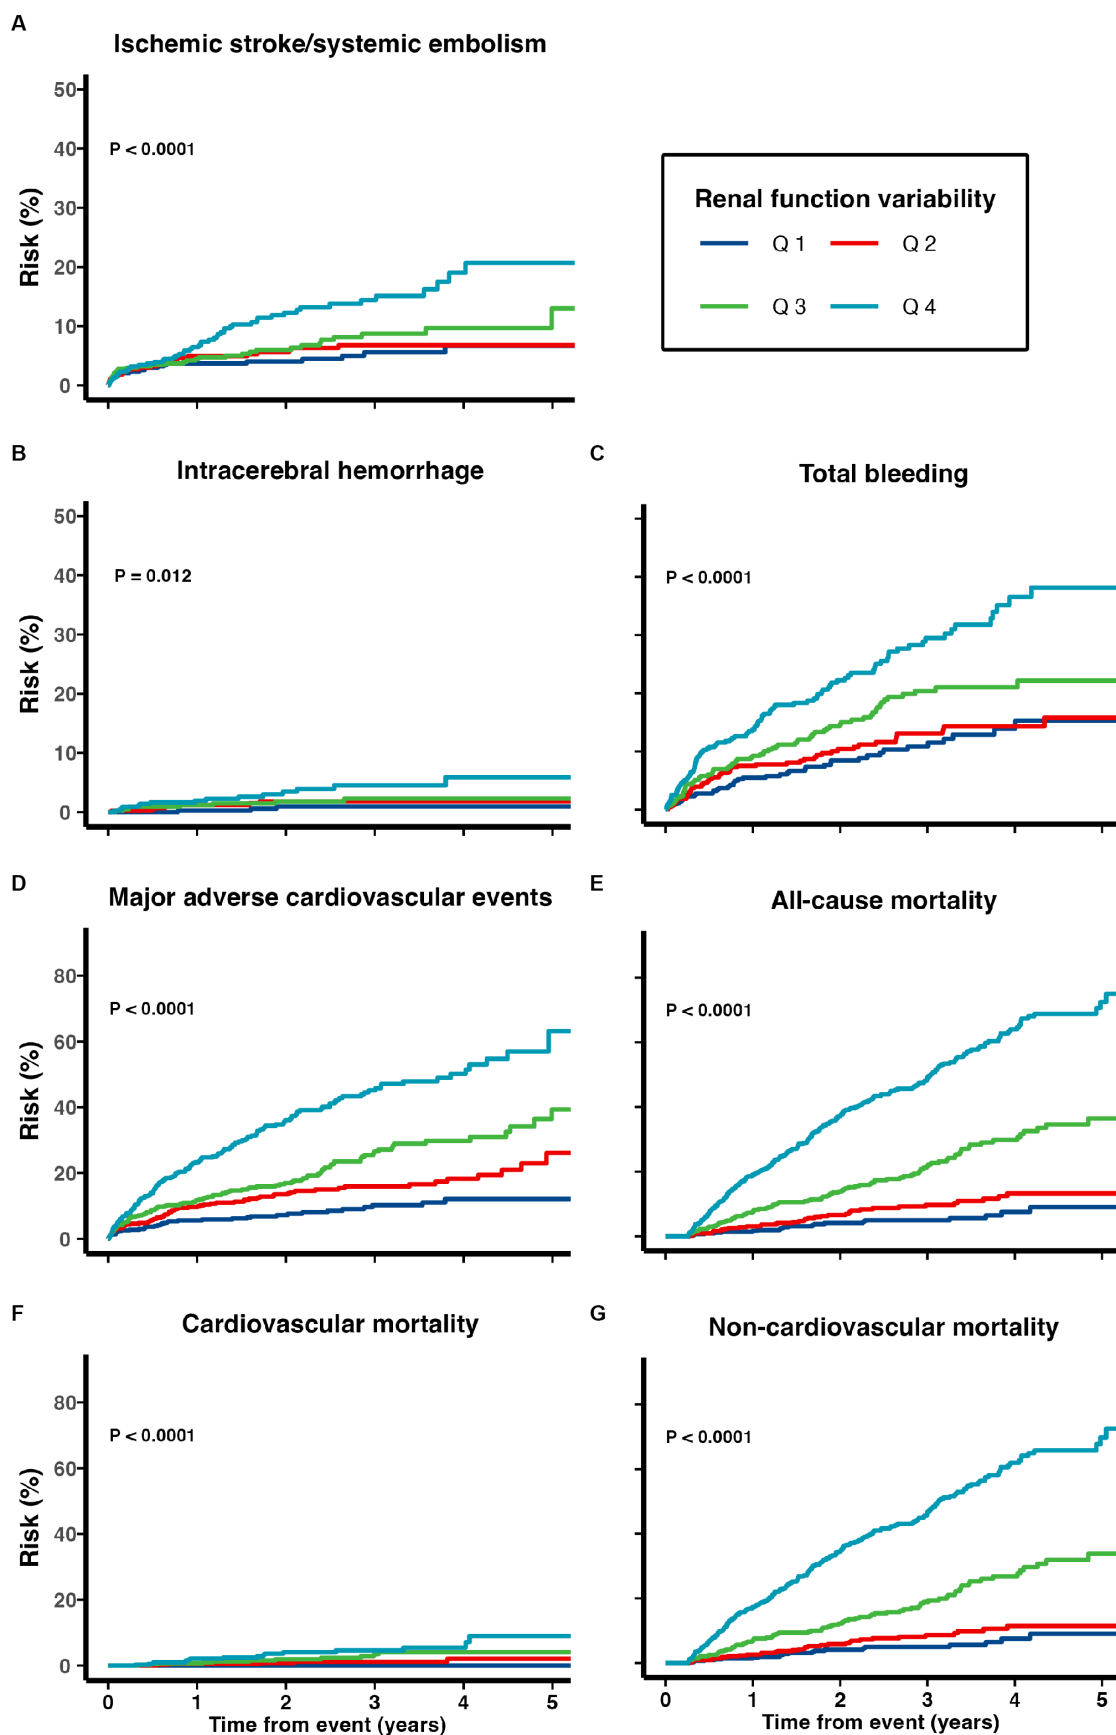 A
Ischemic stroke/systemic embolism
50
40
30
20
10
0
Risk (%)
P < 0.0001
Renal function variability
Q 1
Q 2
Q 3
Q 4
B
Intracerebral hemorrhage
50
40
30
20
10
0
Risk (%)
P = 0.012
C
Total bleeding
P < 0.0001
D
Major adverse cardiovascular events
80
60
40
20
0
Risk (%)
P < 0.0001
E
All-cause mortality
P < 0.0001
F
Cardiovascular mortality
80
60
40
20
0
Risk (%)
P < 0.0001
0 1 2 3 4 5
Time from event (years)
G
Non-cardiovascular mortality
P < 0.0001
0 1 2 3 4 5
Time from event (years)